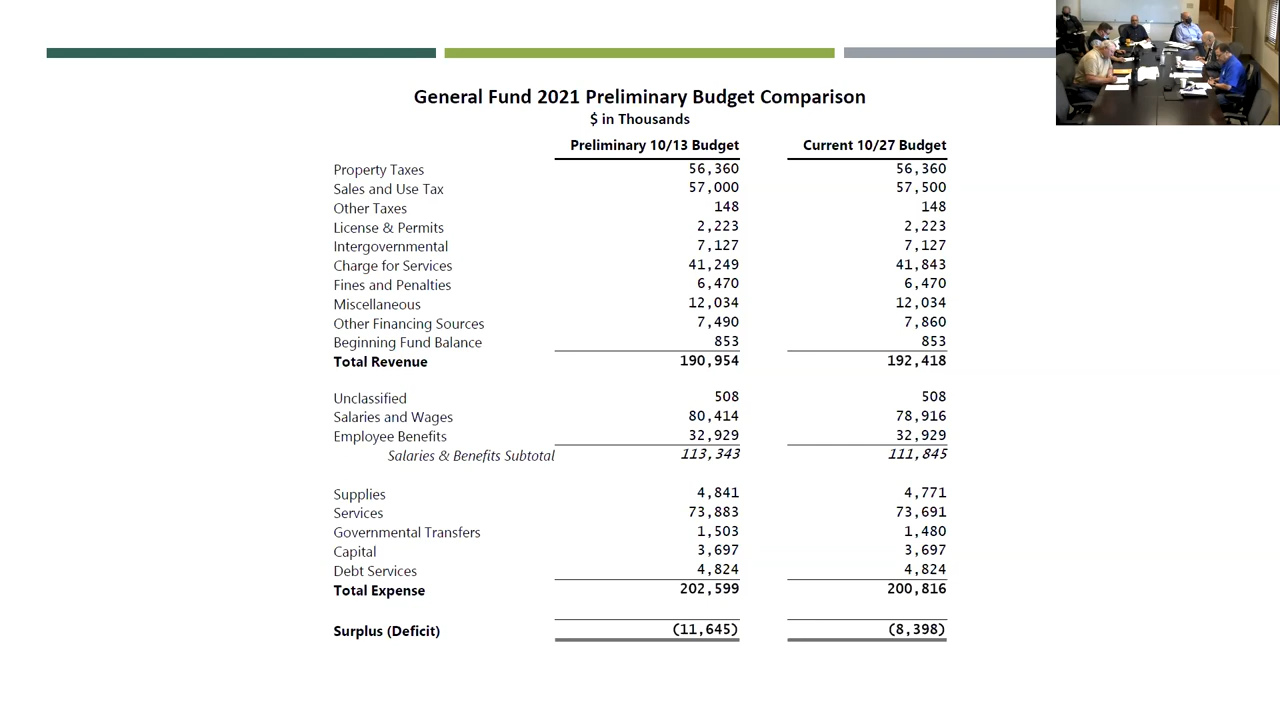 General Fund 2021 Preliminary Budget Comparison
$ in Thousands
Preliminary 10/13 Budget Current 10/27 Budget
Property Taxes 56,360 56,360
Sales and Use Tax 57,000 57,500
Other Taxes 148 148
License & Permits 2,223 2,223
Intergovernmental 7,127 7,127
Charge for Services 41,249 41,843
Fines and Penalties 6,470 6,470
Miscellaneous 12,034 12,034
Other Financing Sources 7,490 7,860
Beginning Fund Balance 853 853
Total Revenue 190,954 192,418
Unclassified 508 508
Salaries and Wages 80,414 78,916
Employee Benefits 32,929 32,929
Salaries & Benefits Subtotal 113,343 111,845
Supplies 4,841 4,771
Services 73,883 73,691
Governmental Transfers 1,503 1,480
Capital 3,697 3,697
Debt Services 4,824 4,824
Total Expense 202,599 200,816
Surplus (Deficit) (11,645) (8,398)